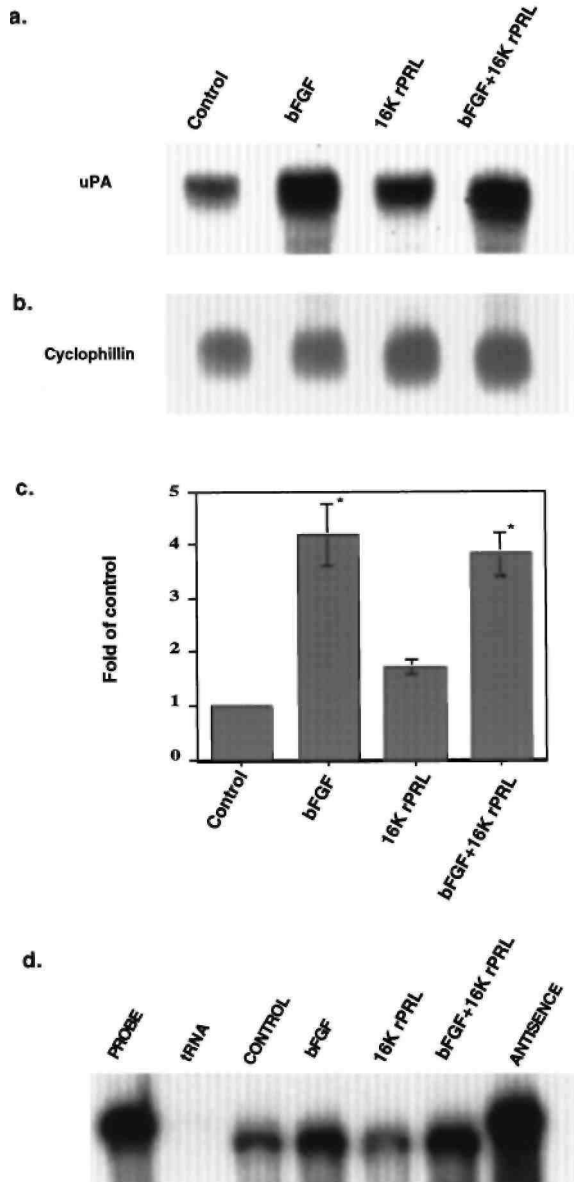 a.
Control
bFGF
16K rPRL
bFGF+16K rPRL
uPA
b.
Cyclophillin
c.
5
4
3
2
1
0
Fold of control
*
*
Control
bFGF
16K rPRL
bFGF+16K rPRL
d.
PROBE
tRNA
CONTROL
bFGF
16K rPRL
bFGF+16K rPRL
ANTISENCE